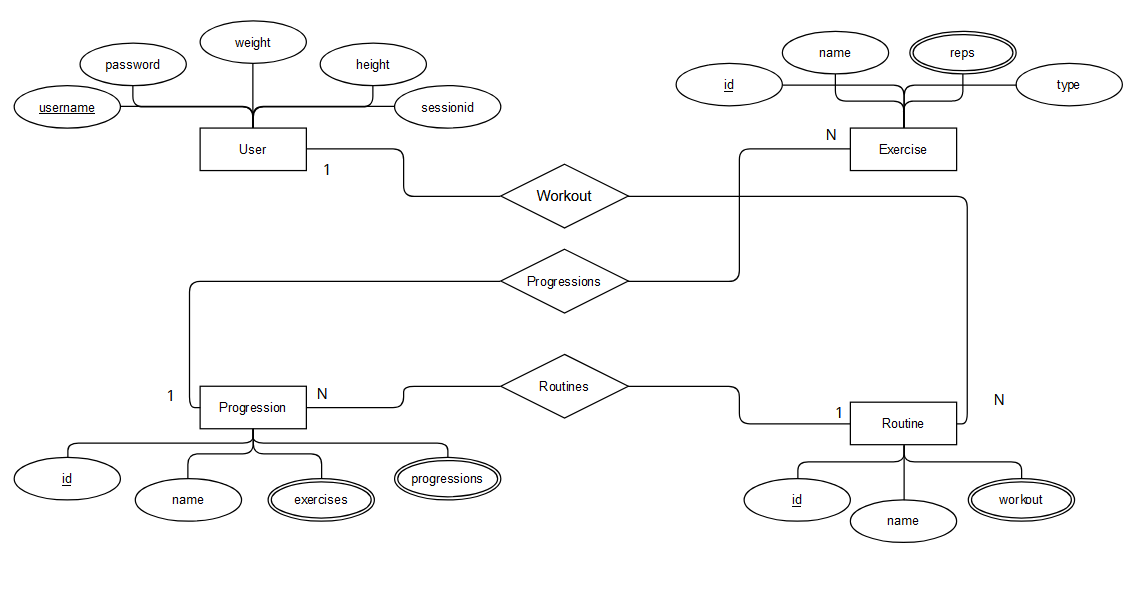 weight
password
height
name
reps
username
sessionid
id
type
User
N
Exercise
1
Workout
Progressions
1
N
Routines
N
Progression
1
Routine
id
name
exercises
progressions
id
name
workout